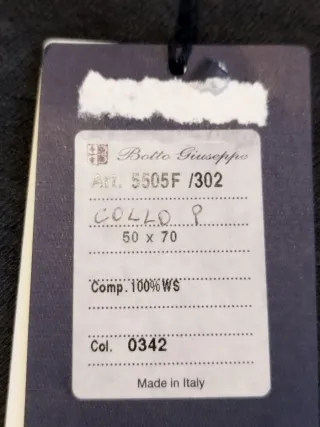 Botto Giuseppe
Art. 5505F /302
COLLO P
50 x 70
Comp. 100% WS
Col. 0342
Made in Italy